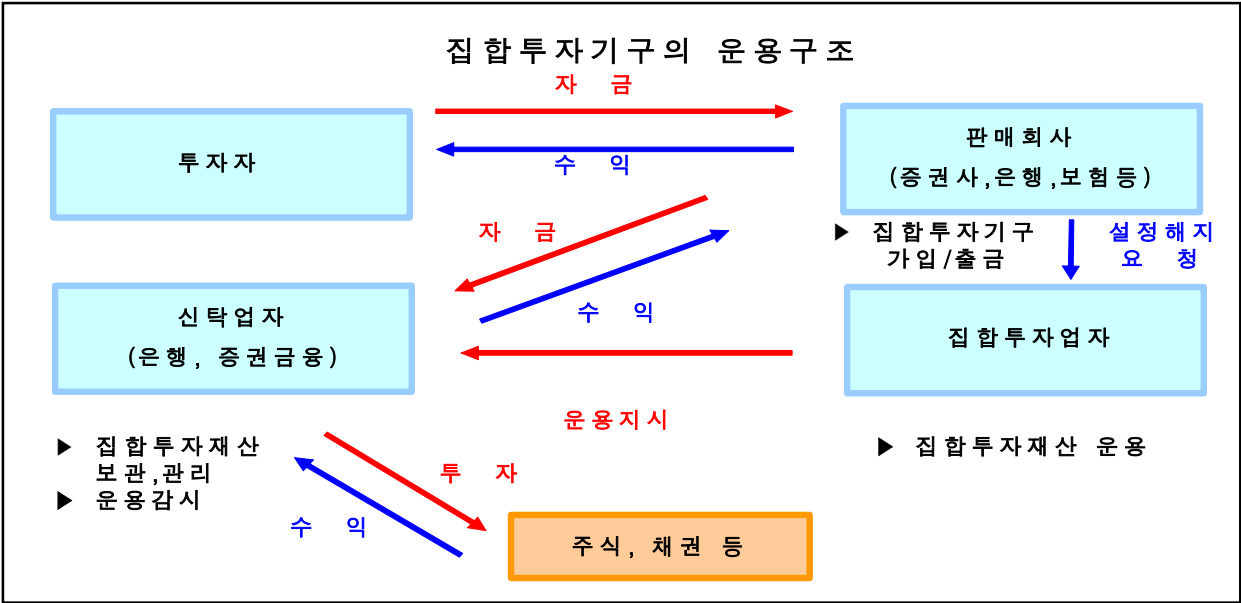 집합투자기구의 운용구조
자 금
투자자
판매회사
(증권사,은행,보험등)
수 익
자 금
▶ 집합투자기구
가입/출금
설정해지
요 청
신탁업자
(은행, 증권금융)
수 익
집합투자업자
운용지시
▶ 집합투자재산
보관,관리
▶ 운용감시
▶ 집합투자재산 운용
투 자
수 익
주식, 채권 등